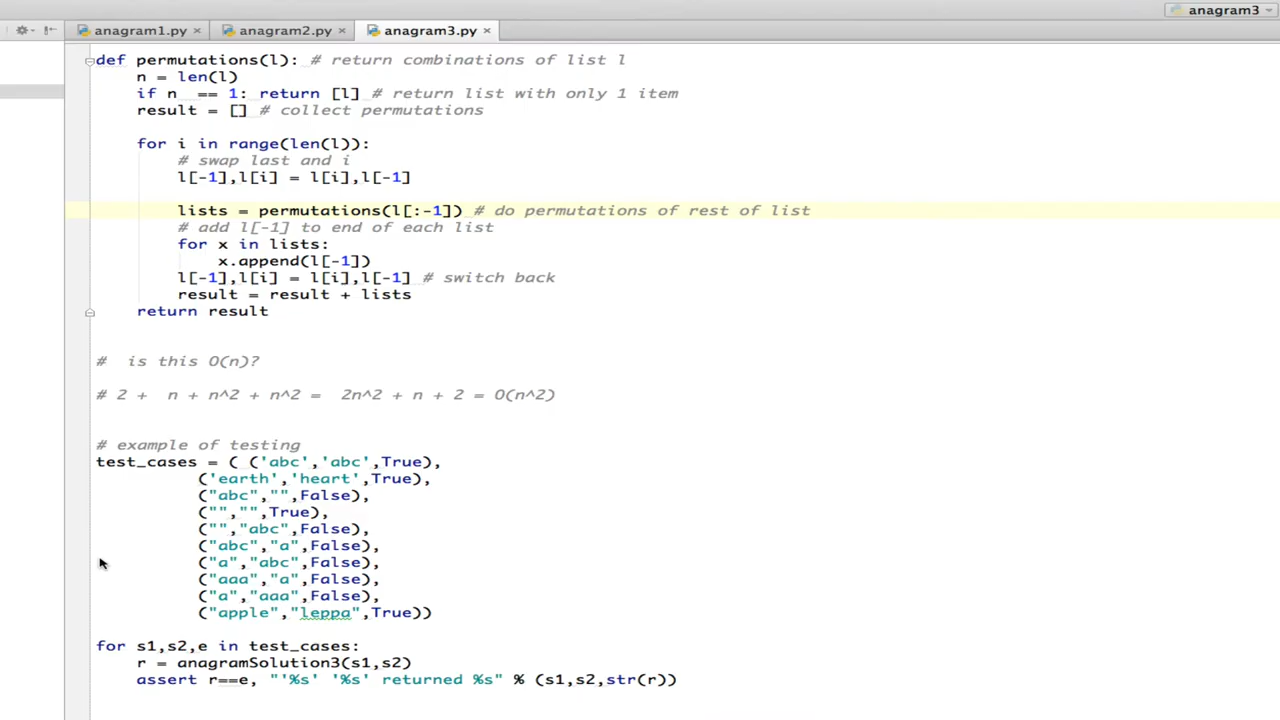 anagram3
anagram1.py
anagram2.py
anagram3.py
def permutations(l): # return combinations of list l
n = len(l)
if n == 1: return [l] # return list with only 1 item
result = [] # collect permutations
for i in range(len(l)):
# swap last and i
l[-1],l[i] = l[i],l[-1]
lists = permutations(l[:-1]) # do permutations of rest of list
# add l[-1] to end of each list
for x in lists:
x.append(l[-1])
l[-1],l[i] = l[i],l[-1] # switch back
result = result + lists
return result
# is this O(n)?
# 2 + n + n^2 + n^2 = 2n^2 + n + 2 = O(n^2)
# example of testing
test_cases = ( ('abc','abc',True),
('earth','heart',True),
("abc","",False),
("","",True),
("","abc",False),
("abc","a",False),
("a","abc",False),
("aaa","a",False),
("a","aaa",False),
("apple","leppa",True))
for s1,s2,e in test_cases:
r = anagramSolution3(s1,s2)
assert r==e, "'%s' '%s' returned %s" % (s1,s2,str(r))